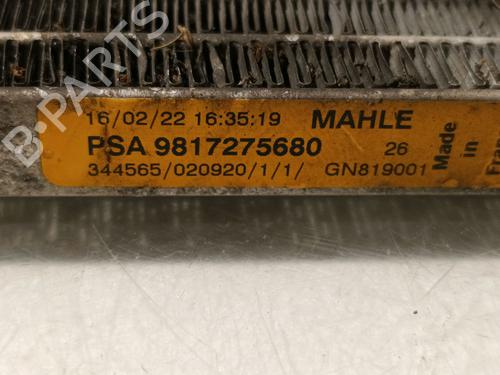 16/02/22 16:35:19 MAHLE
PSA 9817275680 26
344565/020920/1/1/ GN819001
Made
in
B-PARTS